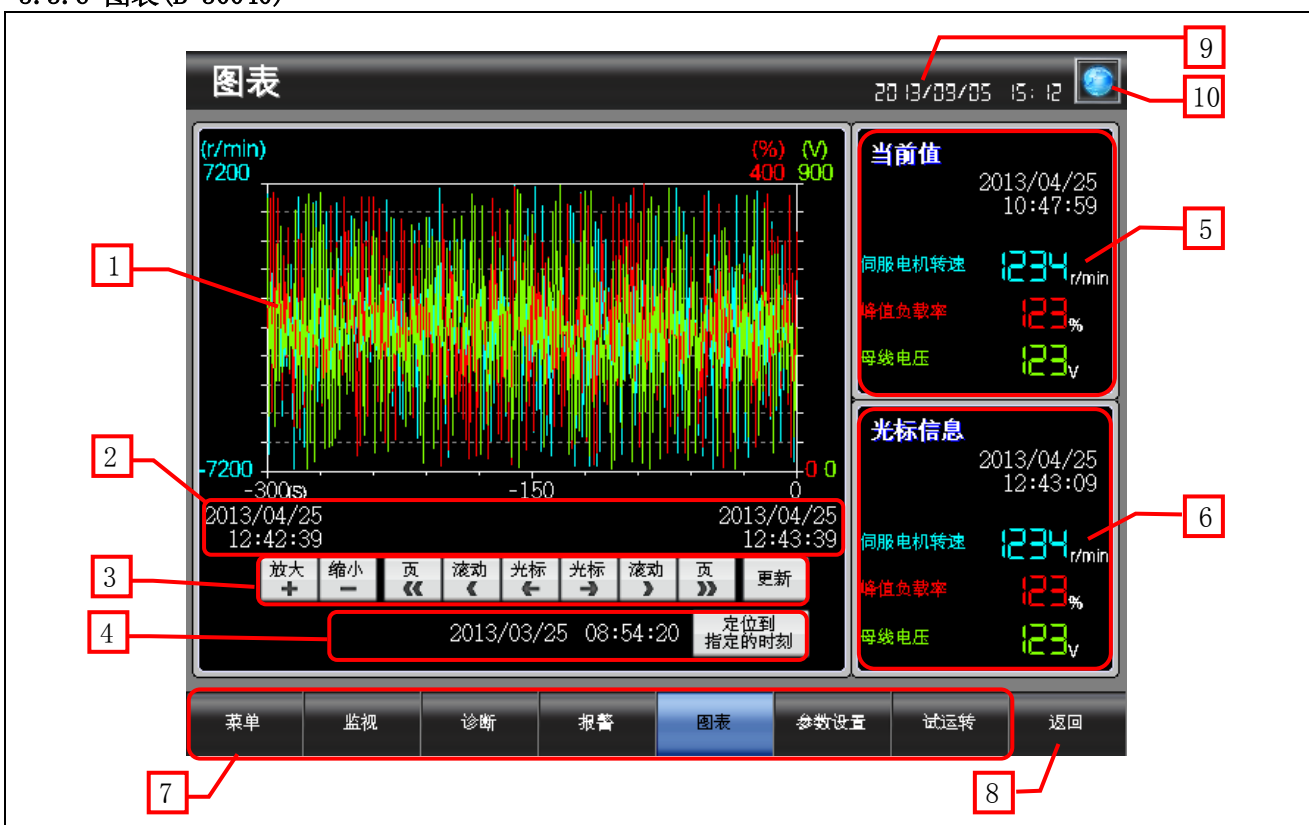 图表
2013/09/05 15:12
9
10
(r/min)
7200
(%)
400
(V)
900
-7200
0 0
-300(s)
-150
0
2013/04/25
12:42:39
2013/04/25
12:43:39
放大
缩小
页
滚动
光标
光标
滚动
页
更新
2013/03/25 08:54:20
定位到
指定的时刻
当前值
2013/04/25
10:47:59
伺服电机转速 1234 r/min
峰值负载率 123 %
母线电压 123 V
光标信息
2013/04/25
12:43:09
伺服电机转速 1234 r/min
峰值负载率 123 %
母线电压 123 V
1
2
3
4
5
6
菜单
监视
诊断
报警
图表
参数设置
试运转
返回
7
8